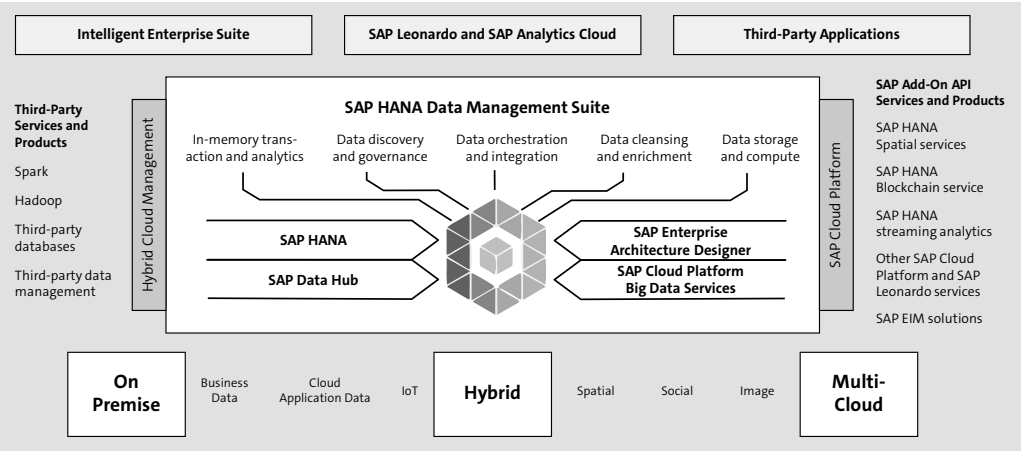 Intelligent Enterprise Suite
SAP Leonardo and SAP Analytics Cloud
Third-Party Applications
Third-Party
Services and
Products
Spark
Hadoop
Third-party
databases
Third-party data
management
Hybrid Cloud Management
SAP HANA Data Management Suite
In-memory trans-
action and analytics
Data discovery
and governance
Data orchestration
and integration
Data cleansing
and enrichment
Data storage
and compute
SAP HANA
SAP Data Hub
SAP Enterprise
Architecture Designer
SAP Cloud Platform
Big Data Services
SAP Cloud Platform
SAP Add-On API
Services and Products
SAP HANA
Spatial services
SAP HANA
Blockchain service
SAP HANA
streaming analytics
Other SAP Cloud
Platform and SAP
Leonardo services
SAP EIM solutions
On
Premise
Business
Data
Cloud
Application Data
IoT
Hybrid
Spatial
Social
Image
Multi-
Cloud